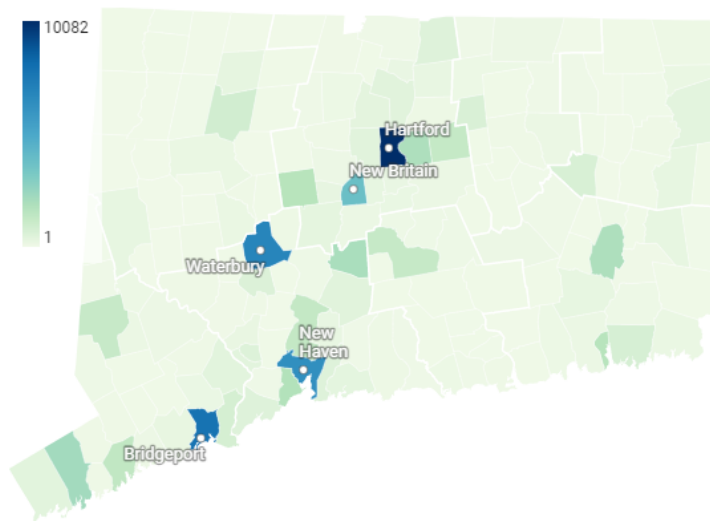 10082
Hartford
New Britain
1
Waterbury
New
Haven
Bridgeport